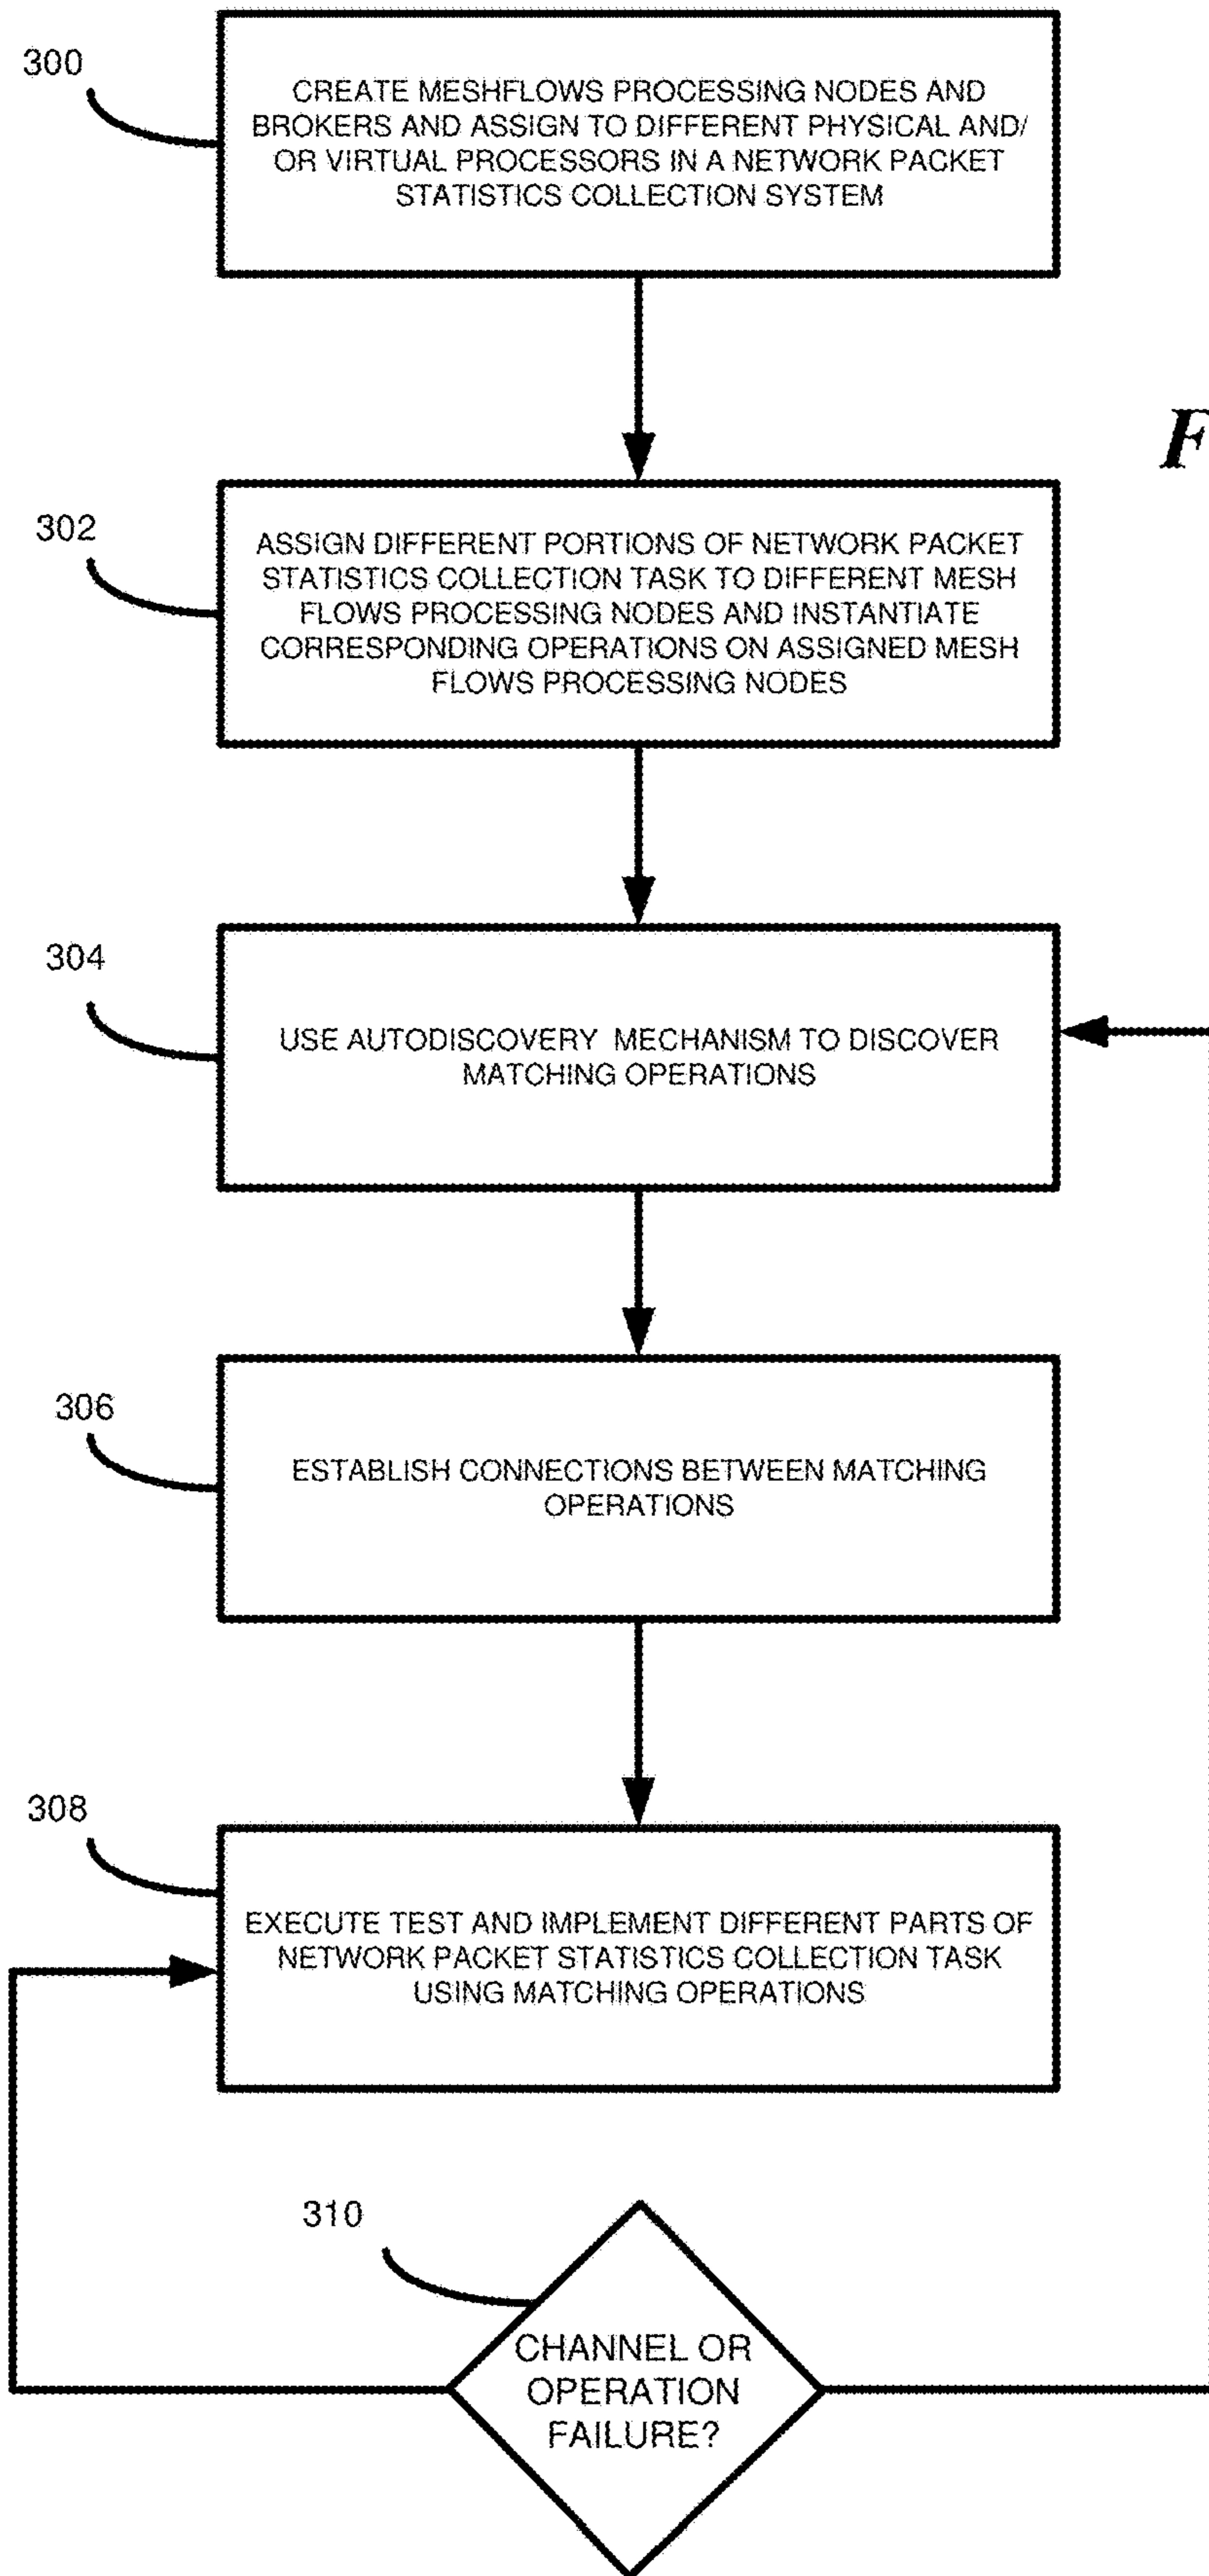 300
CREATE MESHFLOWS PROCESSING NODES AND
BROKERS AND ASSIGN TO DIFFERENT PHYSICAL AND/
OR VIRTUAL PROCESSORS IN A NETWORK PACKET
STATISTICS COLLECTION SYSTEM
F
302
ASSIGN DIFFERENT PORTIONS OF NETWORK PACKET
STATISTICS COLLECTION TASK TO DIFFERENT MESH
FLOWS PROCESSING NODES AND INSTANTIATE
CORRESPONDING OPERATIONS ON ASSIGNED MESH
FLOWS PROCESSING NODES
304
USE AUTODISCOVERY MECHANISM TO DISCOVER
MATCHING OPERATIONS
306
ESTABLISH CONNECTIONS BETWEEN MATCHING
OPERATIONS
308
EXECUTE TEST AND IMPLEMENT DIFFERENT PARTS OF
NETWORK PACKET STATISTICS COLLECTION TASK
USING MATCHING OPERATIONS
310
CHANNEL OR
OPERATION
FAILURE?